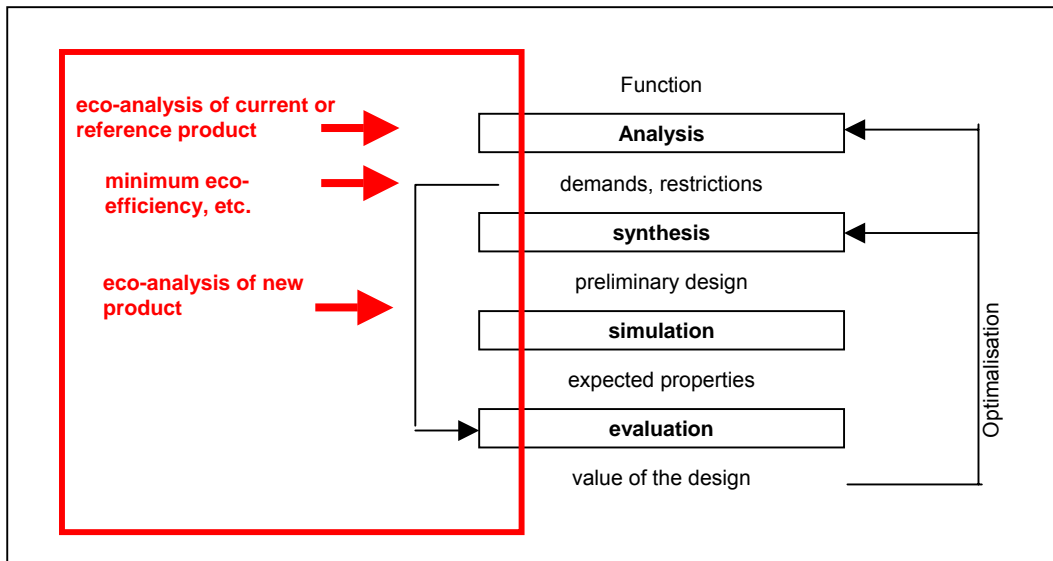 eco-analysis of current or
reference product
minimum eco-
efficiency, etc.
eco-analysis of new
product
Function
Analysis
demands, restrictions
synthesis
preliminary design
simulation
expected properties
evaluation
value of the design
Optimalisation